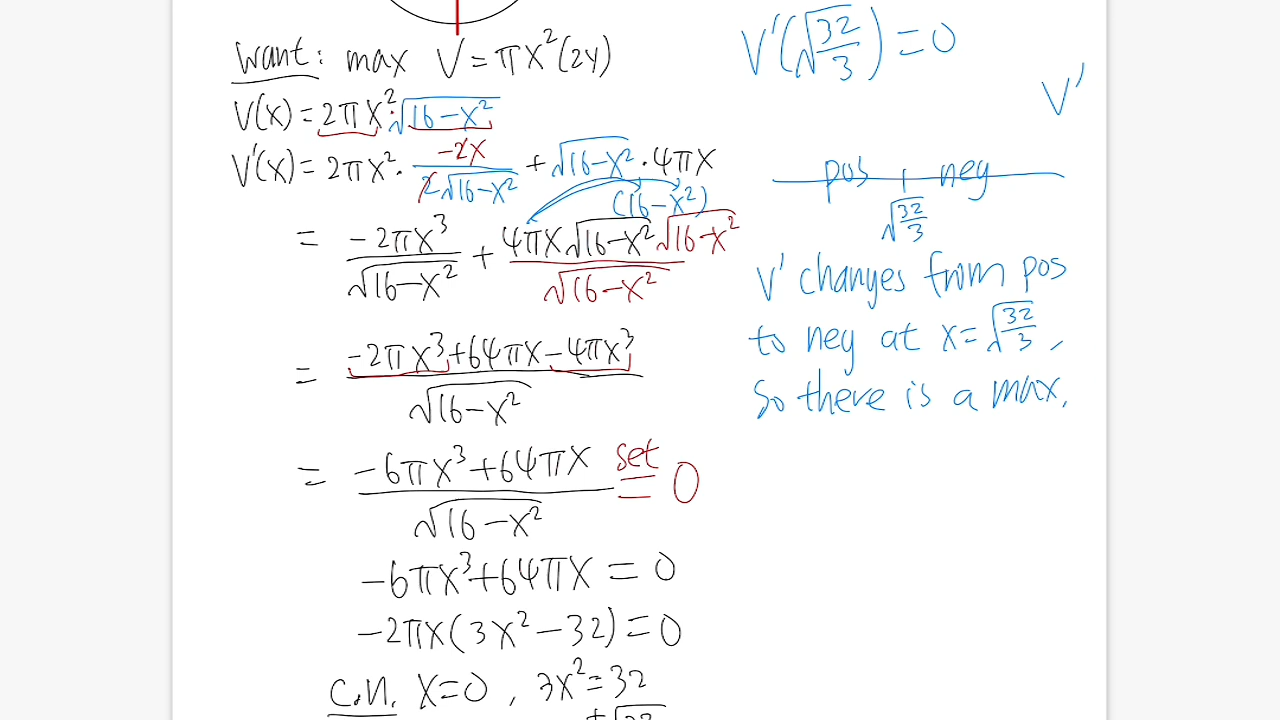 Want: max V = πx²(2y)
V(x) = 2πx²·√(16-x²)
V'(x) = 2πx² · -2x/(2√(16-x²)) + √(16-x²) · 4πx
(16-x²)
= -2πx³/√(16-x²) + 4πx√(16-x²)√(16-x²)/√(16-x²)
= (-2πx³+64πx-4πx³)/√(16-x²)
= (-6πx³+64πx)/√(16-x²) set = 0
-6πx³+64πx = 0
-2πx(3x²-32) = 0
C.N. x=0, 3x²=32
V'(√(32/3)) = 0
V'
pos neg
√(32/3)
V' changes from pos
to neg at x=√(32/3),
so there is a max.